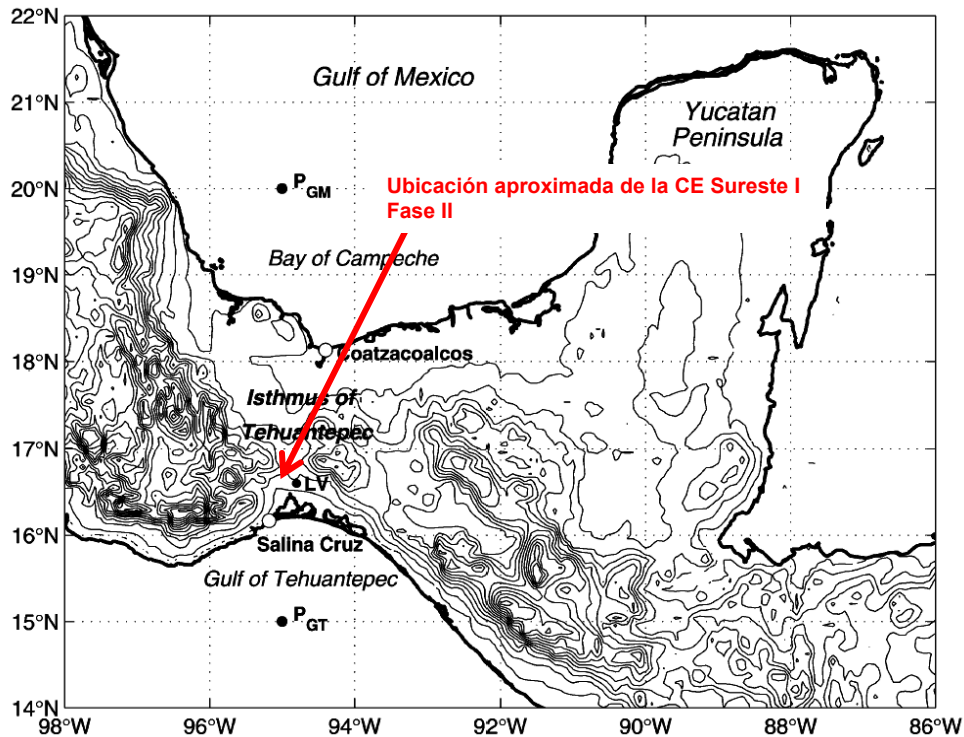 22°N
Gulf of Mexico
21°N
Yucatan
Peninsula
20°N
P GM
Ubicación aproximada de la CE Sureste I
Fase II
19°N
Bay of Campeche
18°N
Coatzacoalcos
Isthmus of
Tehuantepec
17°N
LV
16°N
Salina Cruz
Gulf of Tehuantepec
15°N
P GT
14°N
98°W 96°W 94°W 92°W 90°W 88°W 86°W